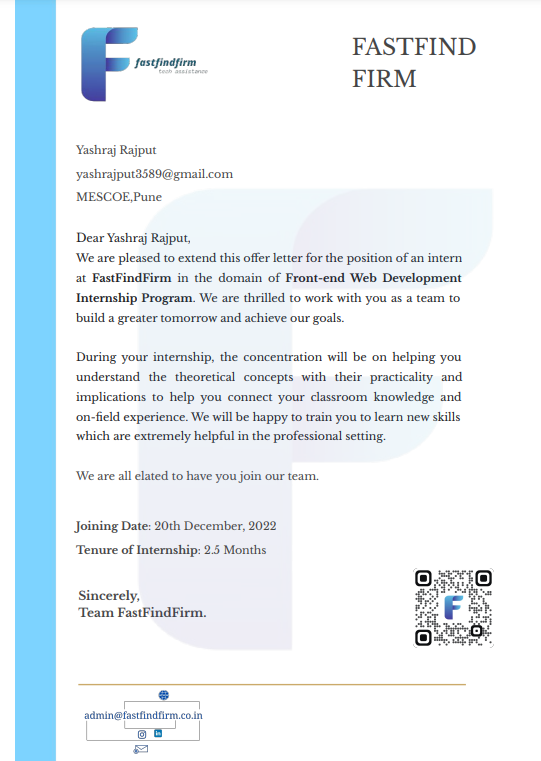 fastfindfirm
tech assistance
FASTFIND
FIRM
Yashraj Rajput
yashrajput3589@gmail.com
MESCOE,Pune
Dear Yashraj Rajput,
We are pleased to extend this offer letter for the position of an intern
at FastFindFirm in the domain of Front-end Web Development
Internship Program. We are thrilled to work with you as a team to
build a greater tomorrow and achieve our goals.
During your internship, the concentration will be on helping you
understand the theoretical concepts with their practicality and
implications to help you connect your classroom knowledge and
on-field experience. We will be happy to train you to learn new skills
which are extremely helpful in the professional setting.
We are all elated to have you join our team.
Joining Date: 20th December, 2022
Tenure of Internship: 2.5 Months
Sincerely,
Team FastFindFirm.
admin@fastfindfirm.co.in